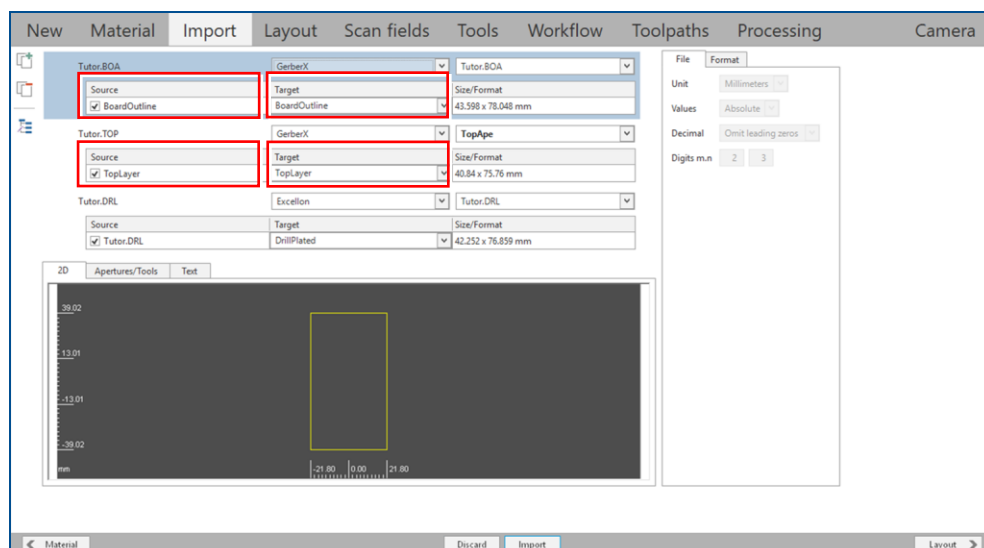 New Material Import Layout Scan fields Tools Workflow Toolpaths Processing Camera
Tutor.BOA GerberX Tutor.BOA
Source Target Size/Format
BoardOutline BoardOutline 43.598 x 78.048 mm
Tutor.TOP GerberX TopApe
Source Target Size/Format
TopLayer TopLayer 40.84 x 75.76 mm
Tutor.DRL Excellon Tutor.DRL
Source Target Size/Format
Tutor.DRL DrillPlated 42.252 x 76.859 mm
File Format
Unit Millimeters
Values Absolute
Decimal Omit leading zeros
Digits m.n 2 3
2D Apertures/Tools Text
39.02
13.01
-13.01
-39.02
mm -21.80 0.00 21.80
Material Discard Import Layout